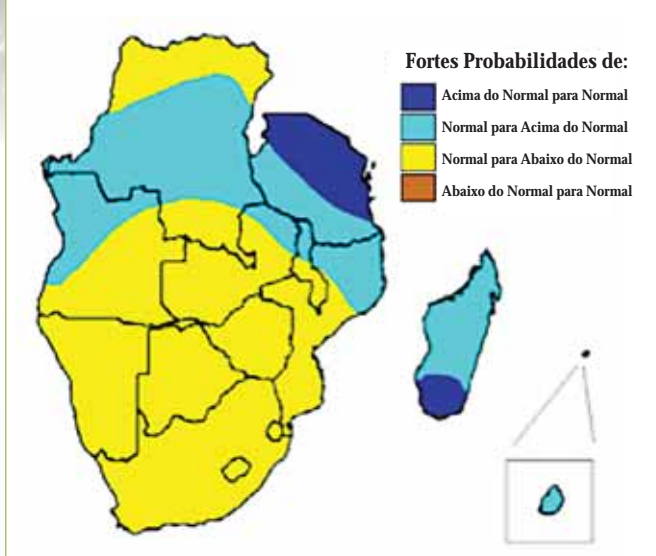 Fortes Probabilidades de:
Acima do Normal para Normal
Normal para Acima do Normal
Normal para Abaixo do Normal
Abaixo do Normal para Normal